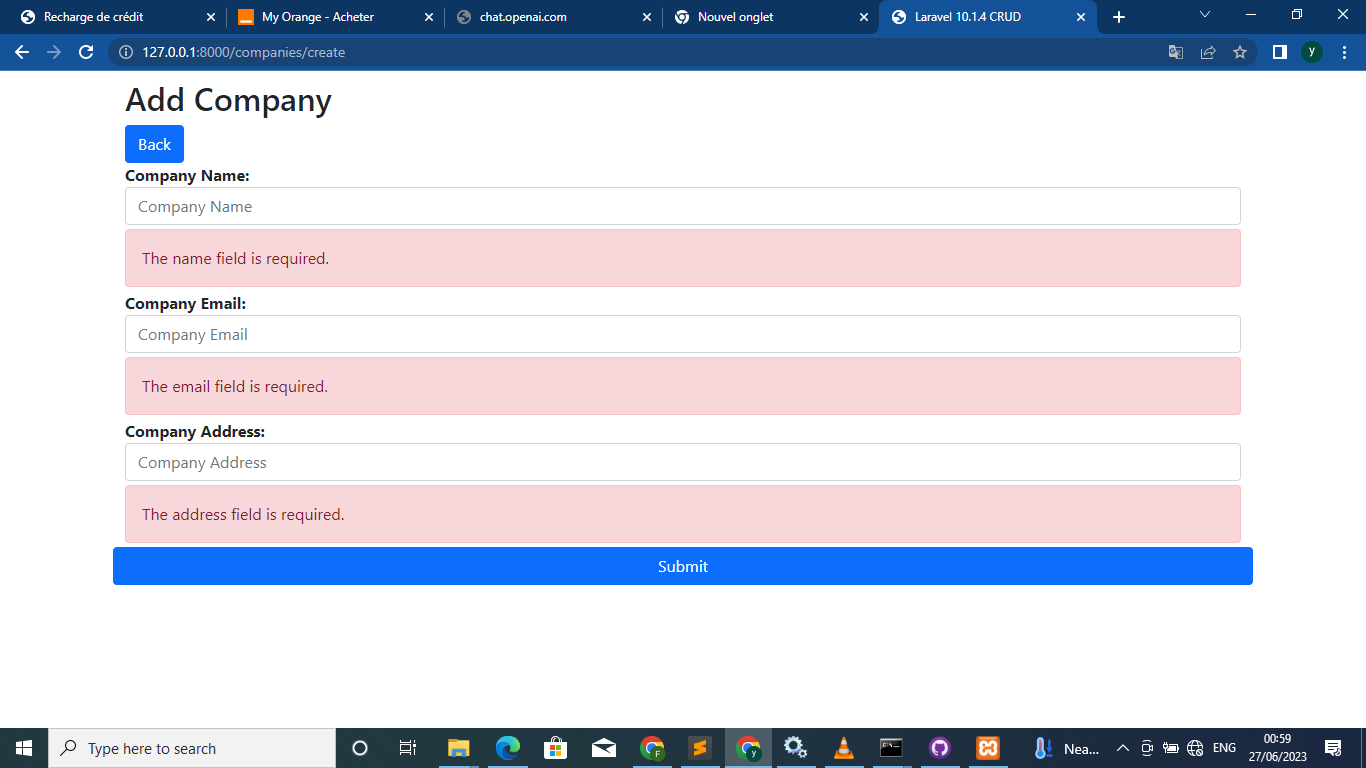 Recharge de crédit
My Orange - Acheter
chat.openai.com
Nouvel onglet
Laravel 10.1.4 CRUD
127.0.0.1:8000/companies/create
y
Add Company
Back
Company Name:
Company Name
The name field is required.
Company Email:
Company Email
The email field is required.
Company Address:
Company Address
The address field is required.
Submit
Type here to search
F
y
Nea...
ENG
00:59
27/06/2023